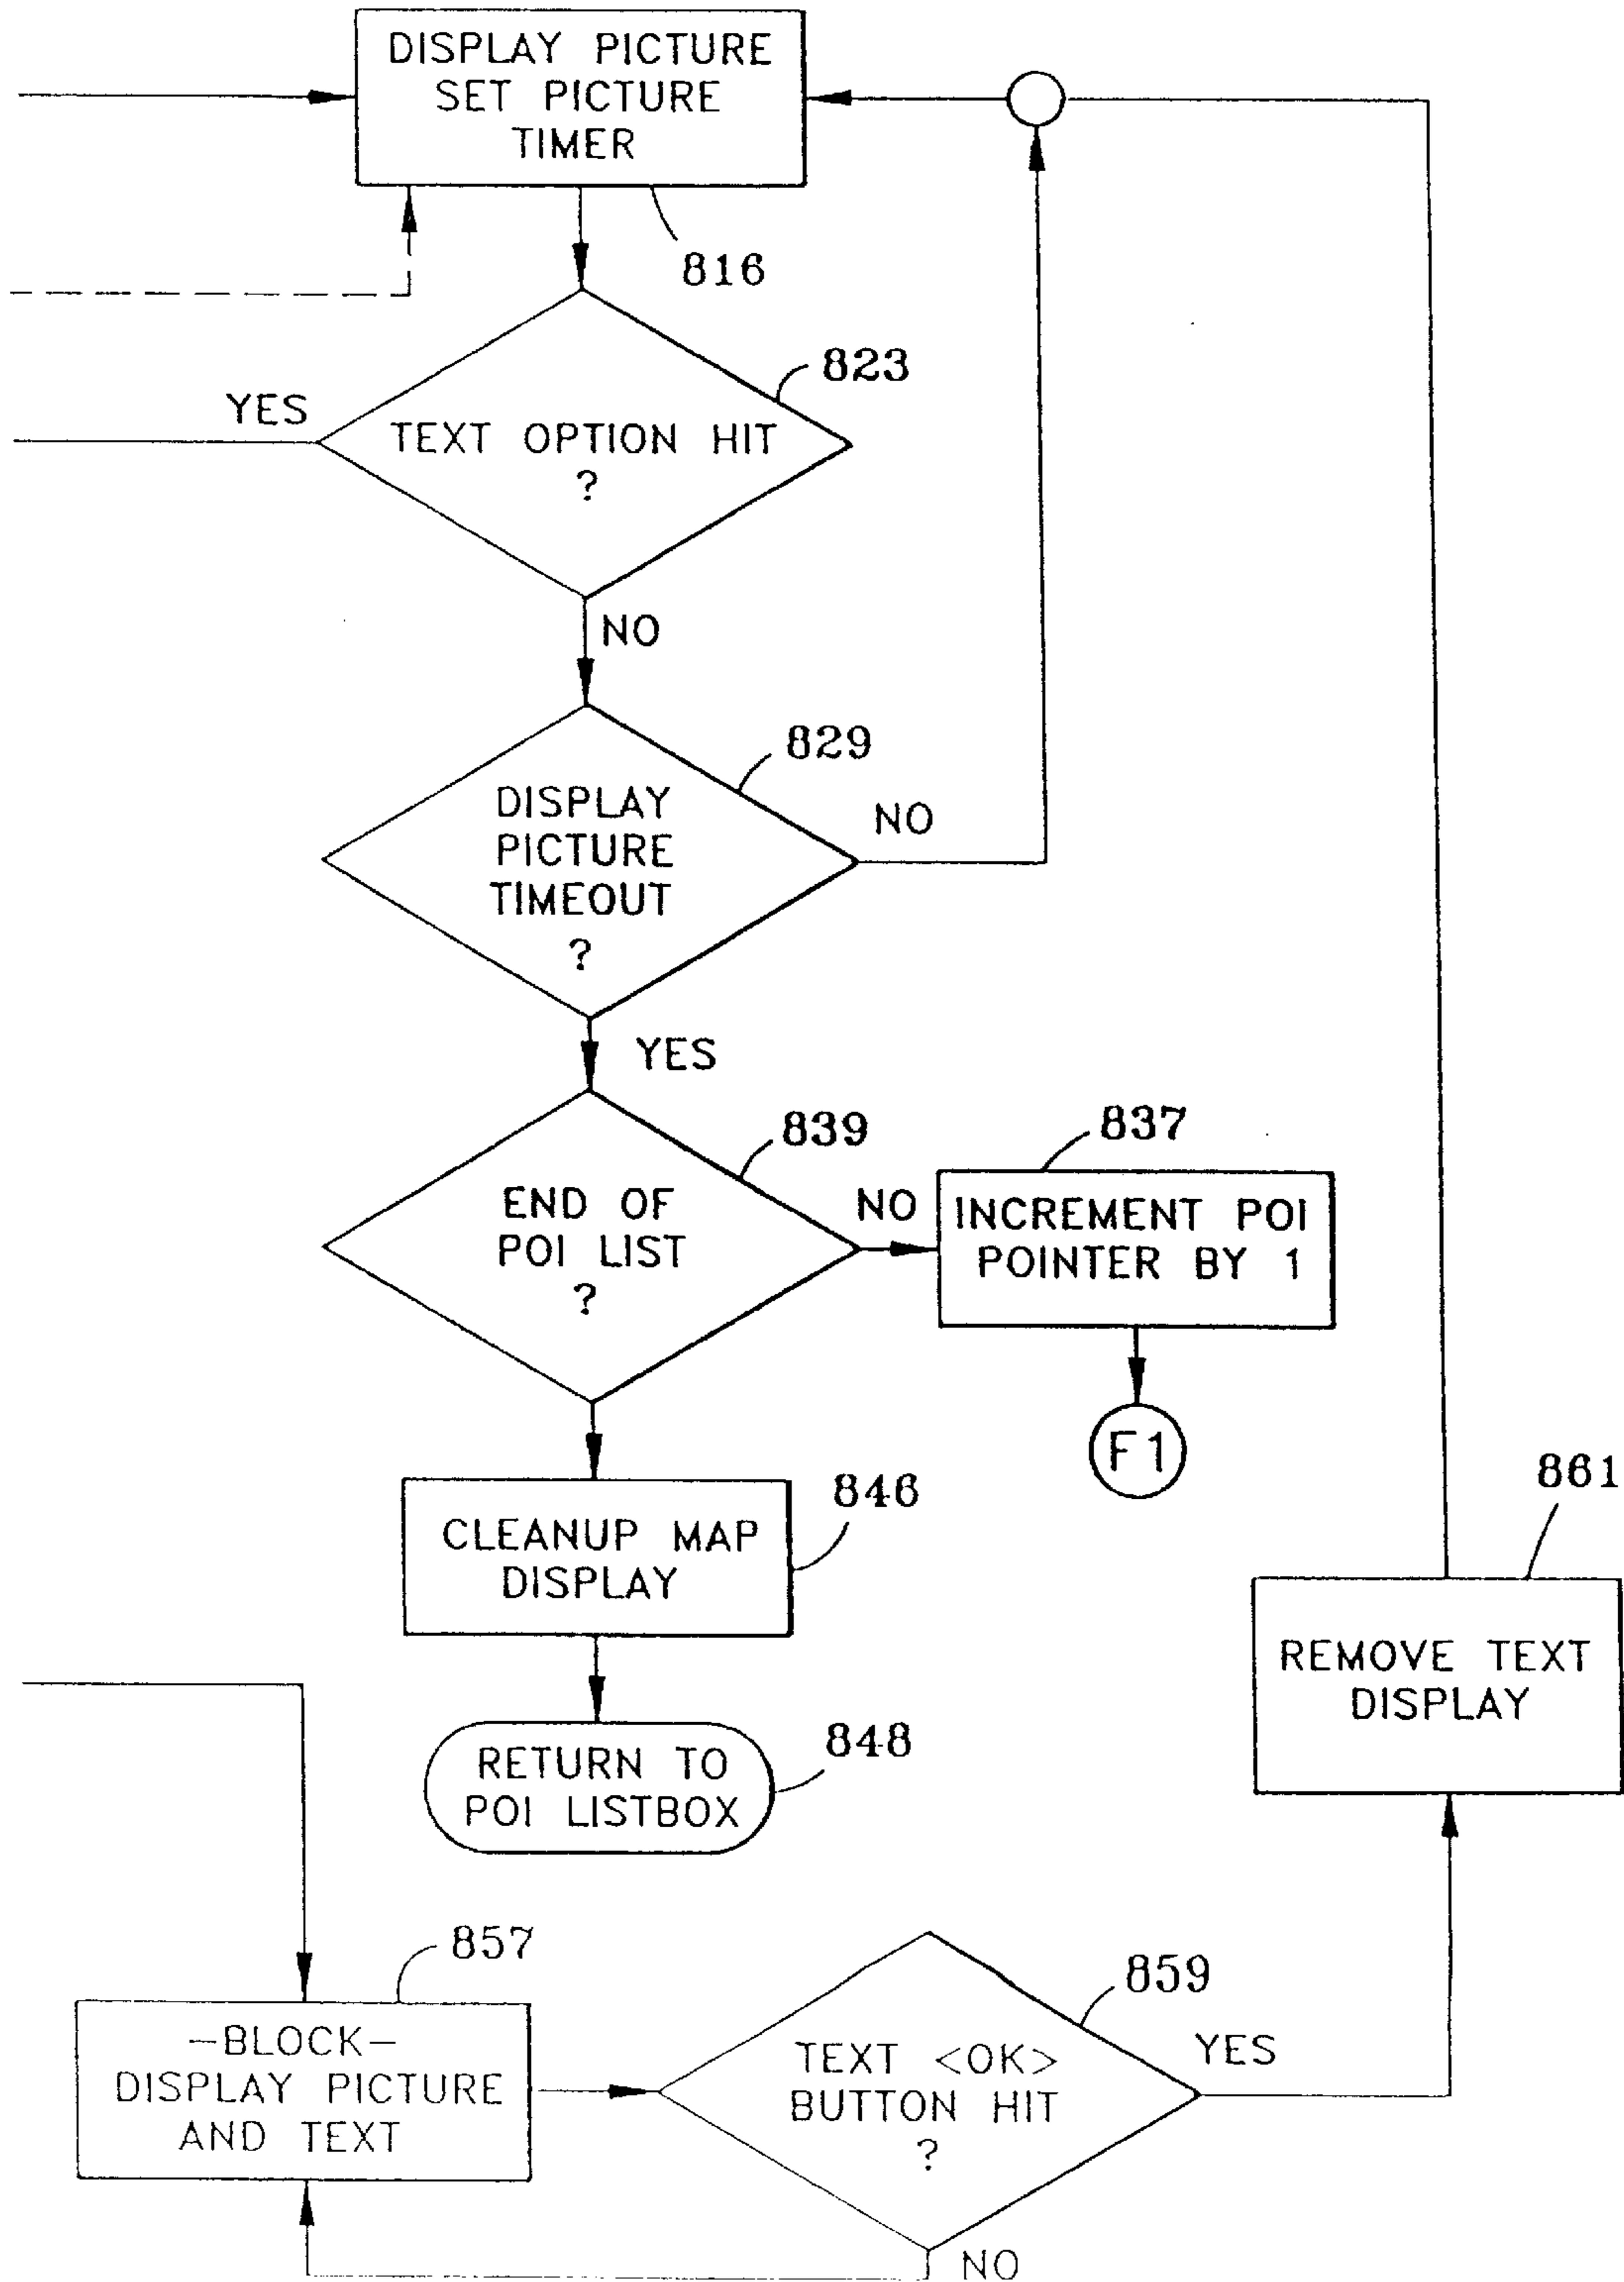 DISPLAY PICTURE
SET PICTURE
TIMER
816
823
YES
TEXT OPTION HIT
?
NO
829
DISPLAY
PICTURE
TIMEOUT
?
NO
YES
839
END OF
POI LIST
?
NO
837
INCREMENT POI
POINTER BY 1
F1
846
CLEANUP MAP
DISPLAY
861
REMOVE TEXT
DISPLAY
848
RETURN TO
POI LISTBOX
857
-BLOCK-
DISPLAY PICTURE
AND TEXT
859
TEXT <OK>
BUTTON HIT
?
YES
NO